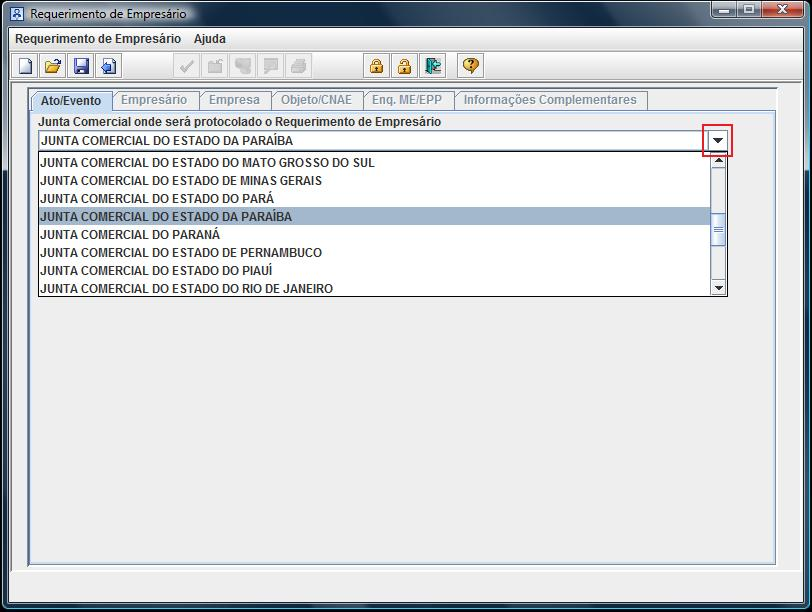 Requerimento de Empresário
Requerimento de Empresário Ajuda
Ato/Evento Empresário Empresa Objeto/CNAE Enq. ME/EPP Informações Complementares
Junta Comercial onde será protocolado o Requerimento de Empresário
JUNTA COMERCIAL DO ESTADO DA PARAÍBA
JUNTA COMERCIAL DO ESTADO DO MATO GROSSO DO SUL
JUNTA COMERCIAL DO ESTADO DE MINAS GERAIS
JUNTA COMERCIAL DO ESTADO DO PARÁ
JUNTA COMERCIAL DO ESTADO DA PARAÍBA
JUNTA COMERCIAL DO PARANÁ
JUNTA COMERCIAL DO ESTADO DE PERNAMBUCO
JUNTA COMERCIAL DO ESTADO DO PIAUÍ
JUNTA COMERCIAL DO ESTADO DO RIO DE JANEIRO